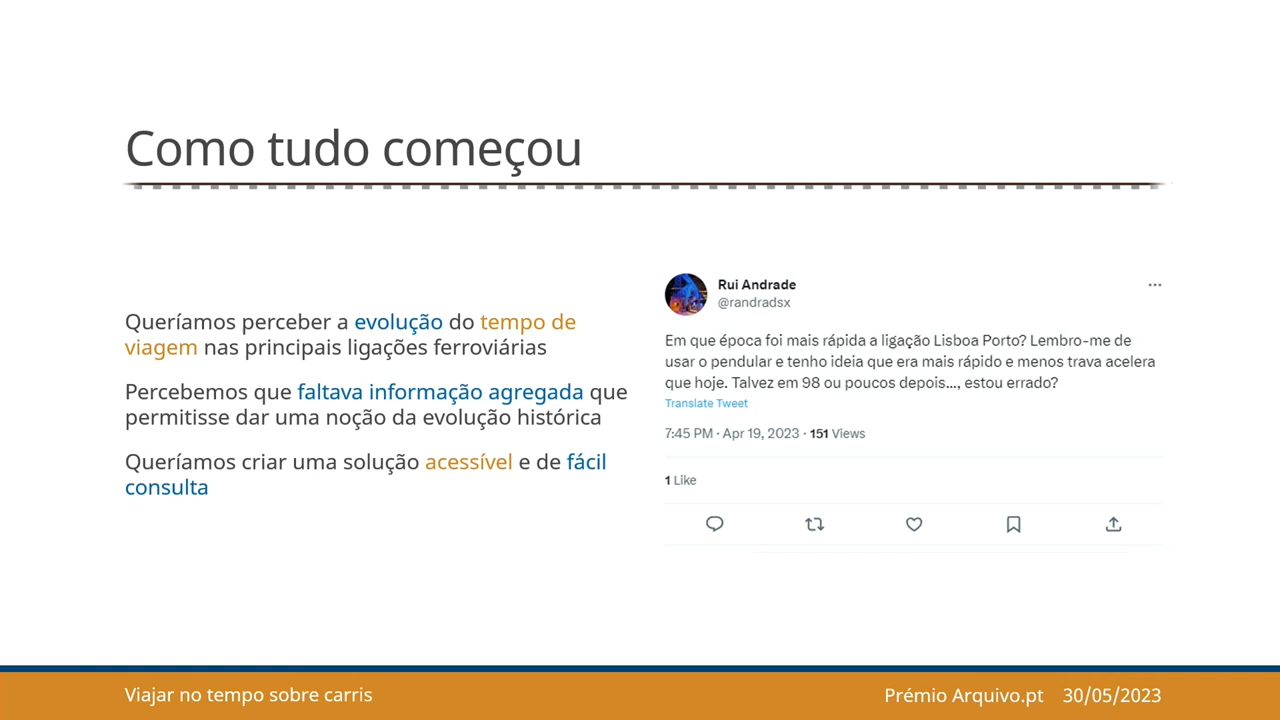 Como tudo começou
Queríamos perceber a evolução do tempo de
viagem nas principais ligações ferroviárias
Percebemos que faltava informação agregada que
permitisse dar uma noção da evolução histórica
Queríamos criar uma solução acessível e de fácil
consulta
Rui Andrade
@randradsx
Em que época foi mais rápida a ligação Lisboa Porto? Lembro-me de
usar o pendular e tenho ideia que era mais rápido e menos trava acelera
que hoje. Talvez em 98 ou poucos depois..., estou errado?
Translate Tweet
7:45 PM · Apr 19, 2023 · 151 Views
1 Like
Viajar no tempo sobre carris
Prémio Arquivo.pt 30/05/2023